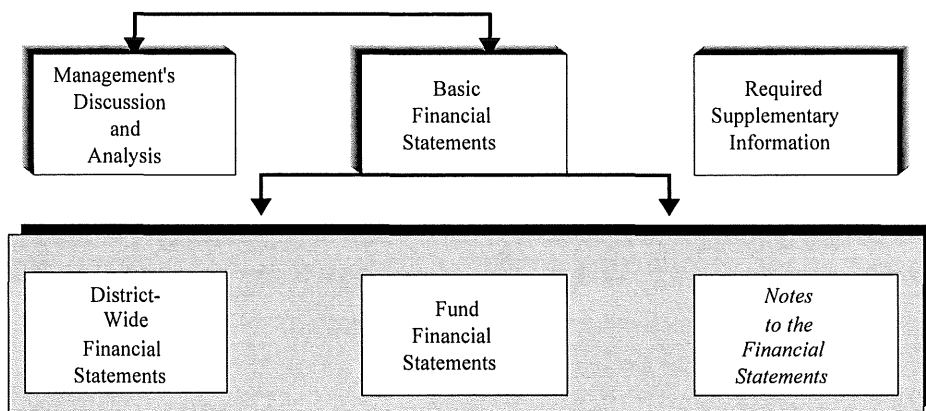 Management's
Discussion
and
Analysis
Basic
Financial
Statements
Required
Supplementary
Information
District-
Wide
Financial
Statements
Fund
Financial
Statements
Notes
to the
Financial
Statements